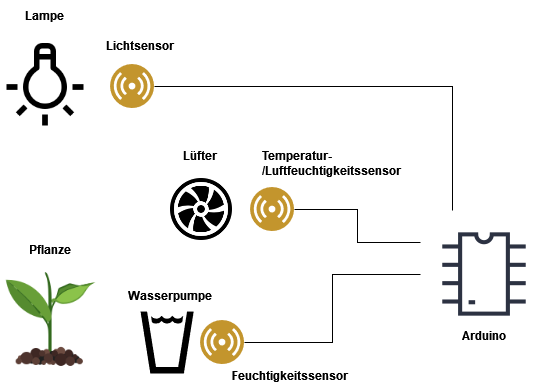 Lampe
Lichtsensor
Lüfter
Temperatur-
/Luftfeuchtigkeitssensor
Pflanze
Wasserpumpe
Arduino
Feuchtigkeitssensor